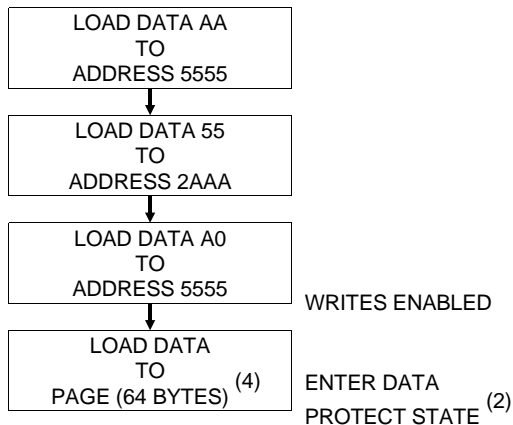 LOAD DATA AA
TO
ADDRESS 5555
LOAD DATA 55
TO
ADDRESS 2AAA
LOAD DATA A0
TO
ADDRESS 5555
WRITES ENABLED
LOAD DATA
TO
PAGE (64 BYTES) (4)
ENTER DATA
PROTECT STATE (2)